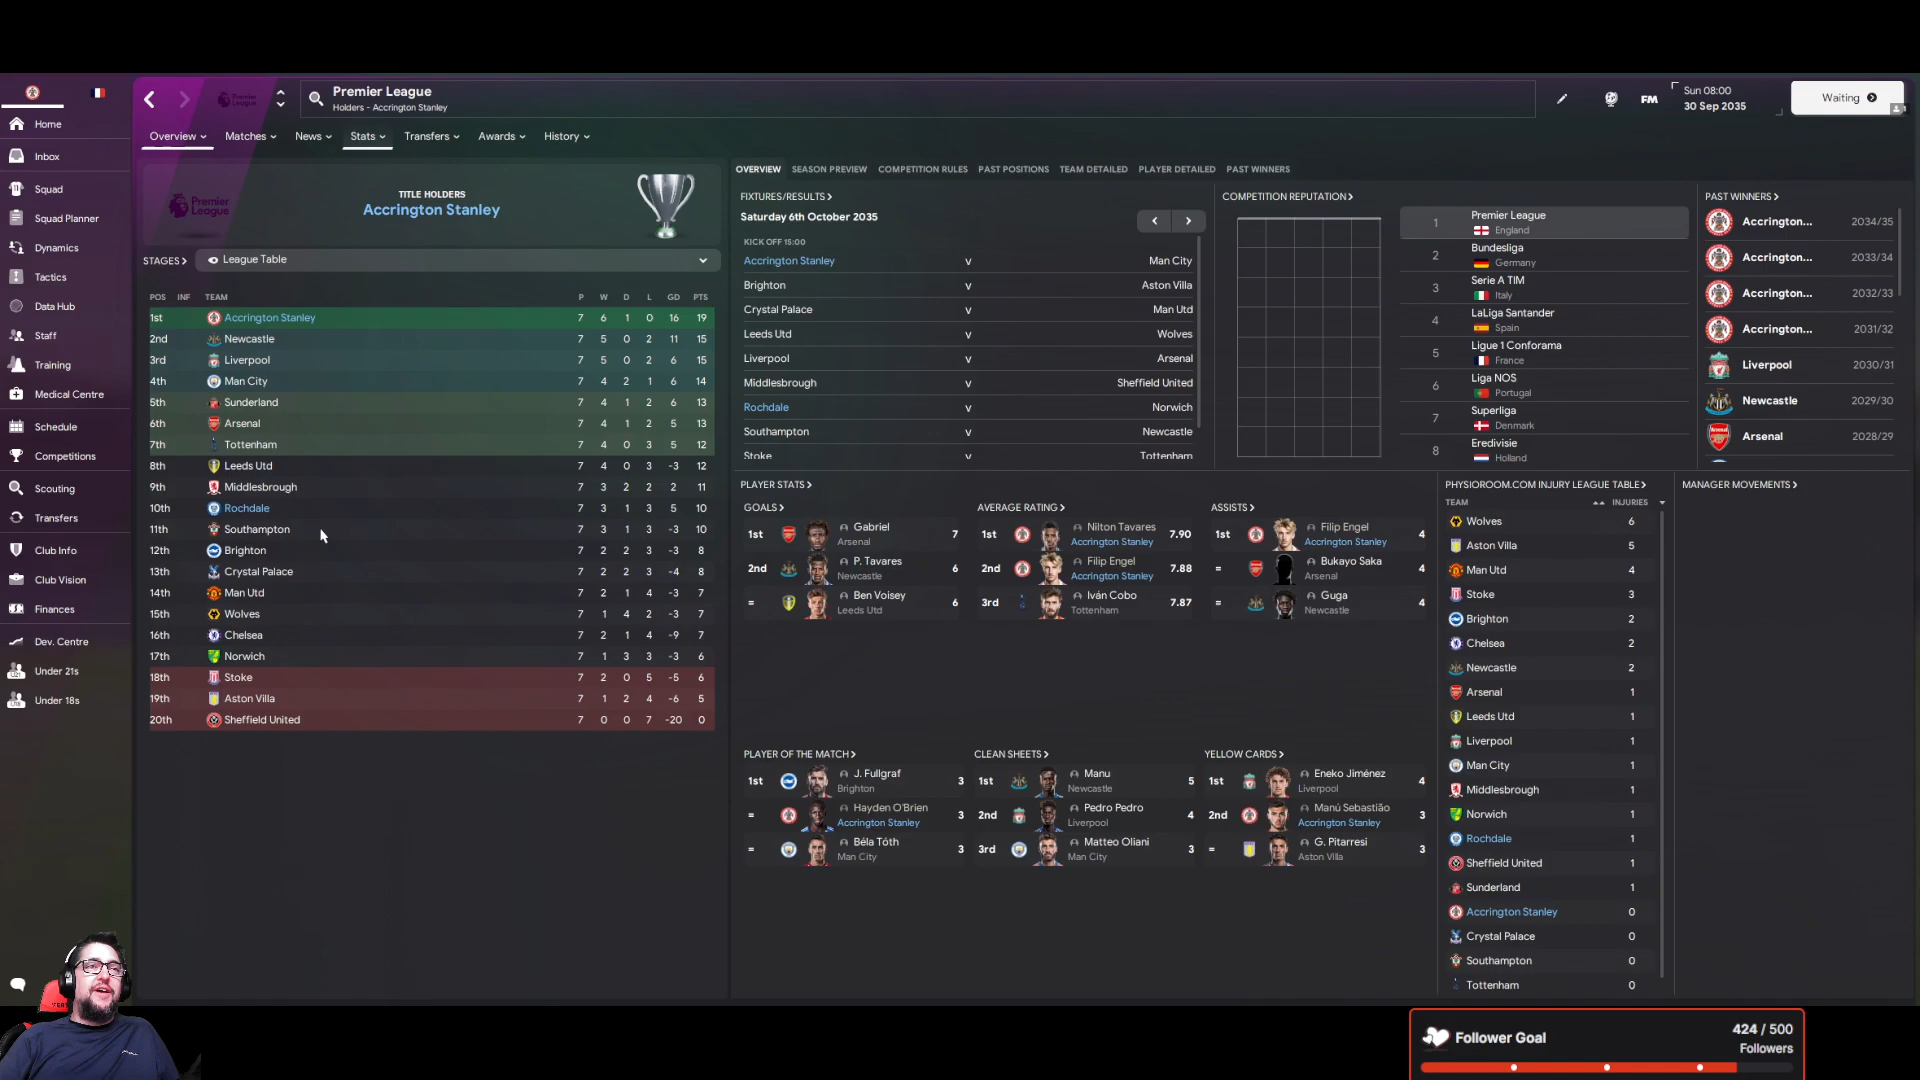 Premier League
Holders - Accrington Stanley
FM
Sun 08:00
30 Sep 2035
Waiting
Home
Inbox
Squad
Squad Planner
Dynamics
Tactics
Data Hub
Staff
Training
Medical Centre
Schedule
Competitions
Scouting
Transfers
Club Info
Club Vision
Finances
Dev. Centre
Under 21s
Under 18s
Overview Matches News Stats Transfers Awards History
Premier League
TITLE HOLDERS
Accrington Stanley
STAGES League Table
POS INF TEAM P W D L GD PTS
1st Accrington Stanley 7 6 1 0 16 19
2nd Newcastle 7 5 0 2 11 15
3rd Liverpool 7 5 0 2 6 15
4th Man City 7 4 2 1 6 14
5th Sunderland 7 4 1 2 6 13
6th Arsenal 7 4 1 2 5 13
7th Tottenham 7 4 0 3 5 12
8th Leeds Utd 7 4 0 3 -3 12
9th Middlesbrough 7 3 2 2 2 11
10th Rochdale 7 3 1 3 5 10
11th Southampton 7 3 1 3 -3 10
12th Brighton 7 2 2 3 -3 8
13th Crystal Palace 7 2 2 3 -4 8
14th Man Utd 7 2 1 4 -3 7
15th Wolves 7 1 4 2 -3 7
16th Chelsea 7 2 1 4 -9 7
17th Norwich 7 1 3 3 -3 6
18th Stoke 7 2 0 5 -5 6
19th Aston Villa 7 1 2 4 -6 5
20th Sheffield United 7 0 0 7 -20 0
OVERVIEW SEASON PREVIEW COMPETITION RULES PAST POSITIONS TEAM DETAILED PLAYER DETAILED PAST WINNERS
FIXTURES/RESULTS
Saturday 6th October 2035
KICK OFF 15:00
Accrington Stanley v Man City
Brighton v Aston Villa
Crystal Palace v Man Utd
Leeds Utd v Wolves
Liverpool v Arsenal
Middlesbrough v Sheffield United
Rochdale v Norwich
Southampton v Newcastle
Stoke v Tottenham
COMPETITION REPUTATION
1 Premier League
England
2 Bundesliga
Germany
3 Serie A TIM
Italy
4 LaLiga Santander
Spain
5 Ligue 1 Conforama
France
6 Liga NOS
Portugal
7 Superliga
Denmark
8 Eredivisie
Holland
PAST WINNERS
Accrington... 2034/35
Accrington... 2033/34
Accrington... 2032/33
Accrington... 2031/32
Liverpool 2030/31
Newcastle 2029/30
Arsenal 2028/29
PLAYER STATS
GOALS
1st Gabriel 7
Arsenal
2nd P. Tavares 6
Newcastle
= Ben Voisey 6
Leeds Utd
AVERAGE RATING
1st Nilton Tavares 7.90
Accrington Stanley
2nd Filip Engel 7.88
Accrington Stanley
3rd Iván Cobo 7.87
Tottenham
ASSISTS
1st Filip Engel 4
Accrington Stanley
= Bukayo Saka 4
Arsenal
= Guga 4
Newcastle
PLAYER OF THE MATCH
1st J. Fullgraf 3
Brighton
= Hayden O'Brien 3
Accrington Stanley
= Béla Tóth 3
Man City
CLEAN SHEETS
1st Manu 5
Newcastle
2nd Pedro Pedro 4
Liverpool
3rd Matteo Oliani 3
Man City
YELLOW CARDS
1st Eneko Jiménez 4
Liverpool
2nd Manú Sebastião 3
Accrington Stanley
= G. Pitarresi 3
Aston Villa
PHYSIOROOM.COM INJURY LEAGUE TABLE
TEAM INJURIES
Wolves 6
Aston Villa 5
Man Utd 4
Stoke 3
Brighton 2
Chelsea 2
Newcastle 2
Arsenal 1
Leeds Utd 1
Liverpool 1
Man City 1
Middlesbrough 1
Norwich 1
Rochdale 1
Sheffield United 1
Sunderland 1
Accrington Stanley 0
Crystal Palace 0
Southampton 0
Tottenham 0
MANAGER MOVEMENTS
Follower Goal
424 / 500
Followers